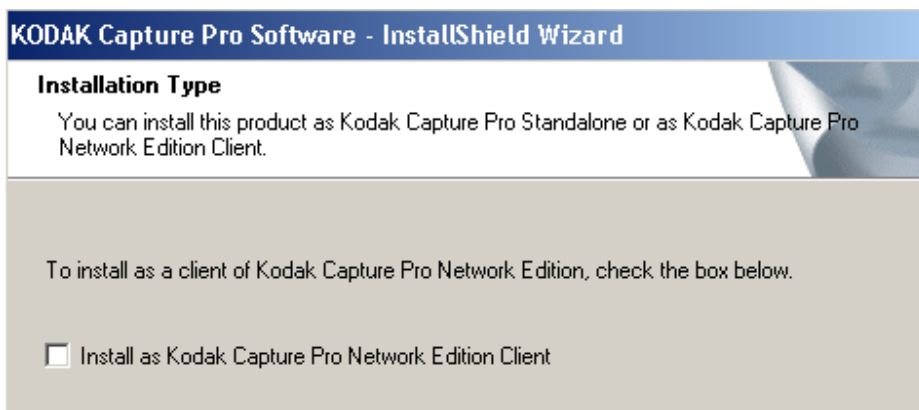 KODAK Capture Pro Software - InstallShield Wizard
Installation Type
You can install this product as Kodak Capture Pro Standalone or as Kodak Capture Pro
Network Edition Client.
To install as a client of Kodak Capture Pro Network Edition, check the box below.
Install as Kodak Capture Pro Network Edition Client